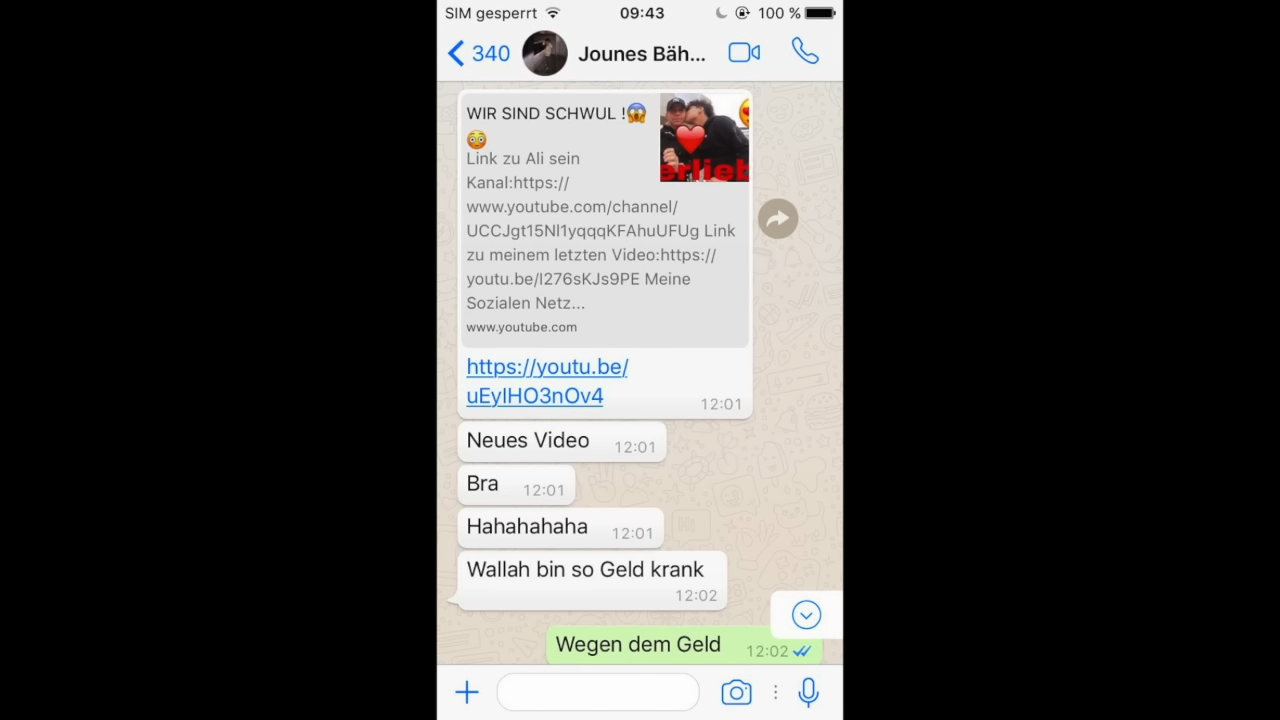 SIM gesperrt 09:43 100 %
340 Jounes Bäh...
WIR SIND SCHWUL !😱
😳
Link zu Ali sein
Kanal:https://
www.youtube.com/channel/
UCCJgt15Nl1yqqqKFAhuUFUg Link
zu meinem letzten Video:https://
youtu.be/I276sKJs9PE Meine
Sozialen Netz...
www.youtube.com
erlieb
https://youtu.be/
uEyIHO3nOv4
12:01
Neues Video 12:01
Bra 12:01
Hahahahaha 12:01
Wallah bin so Geld krank
12:02
Wegen dem Geld 12:02